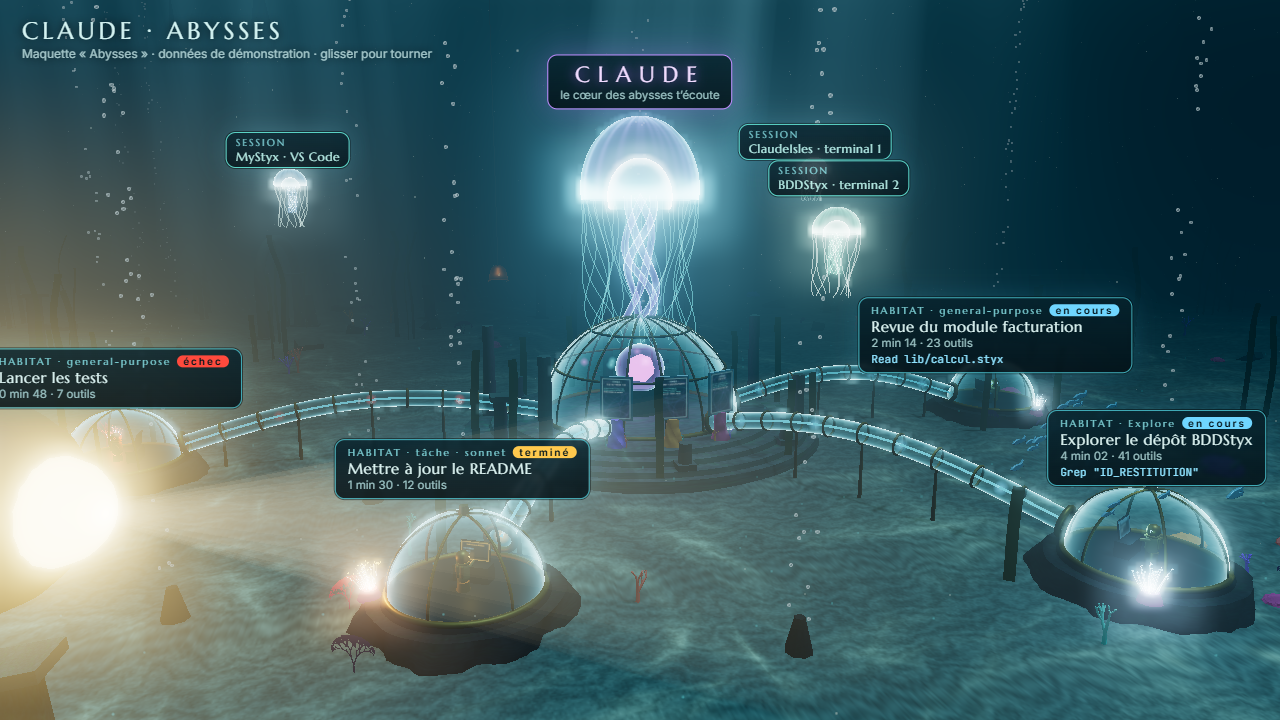 CLAUDE · ABYSSES
Maquette « Abysses » · données de démonstration · glisser pour tourner
CLAUDE
le cœur des abysses t'écoute
SESSION
MyStyx · VS Code
SESSION
ClaudeIsles · terminal 1
SESSION
BDDStyx · terminal 2
HABITAT · general-purpose en cours
Revue du module facturation
2 min 14 · 23 outils
Read lib/calcul.styx
HABITAT · general-purpose échec
Lancer les tests
0 min 48 · 7 outils
HABITAT · Explore en cours
Explorer le dépôt BDDStyx
4 min 02 · 41 outils
Grep "ID_RESTITUTION"
HABITAT · tâche · sonnet terminé
Mettre à jour le README
1 min 30 · 12 outils